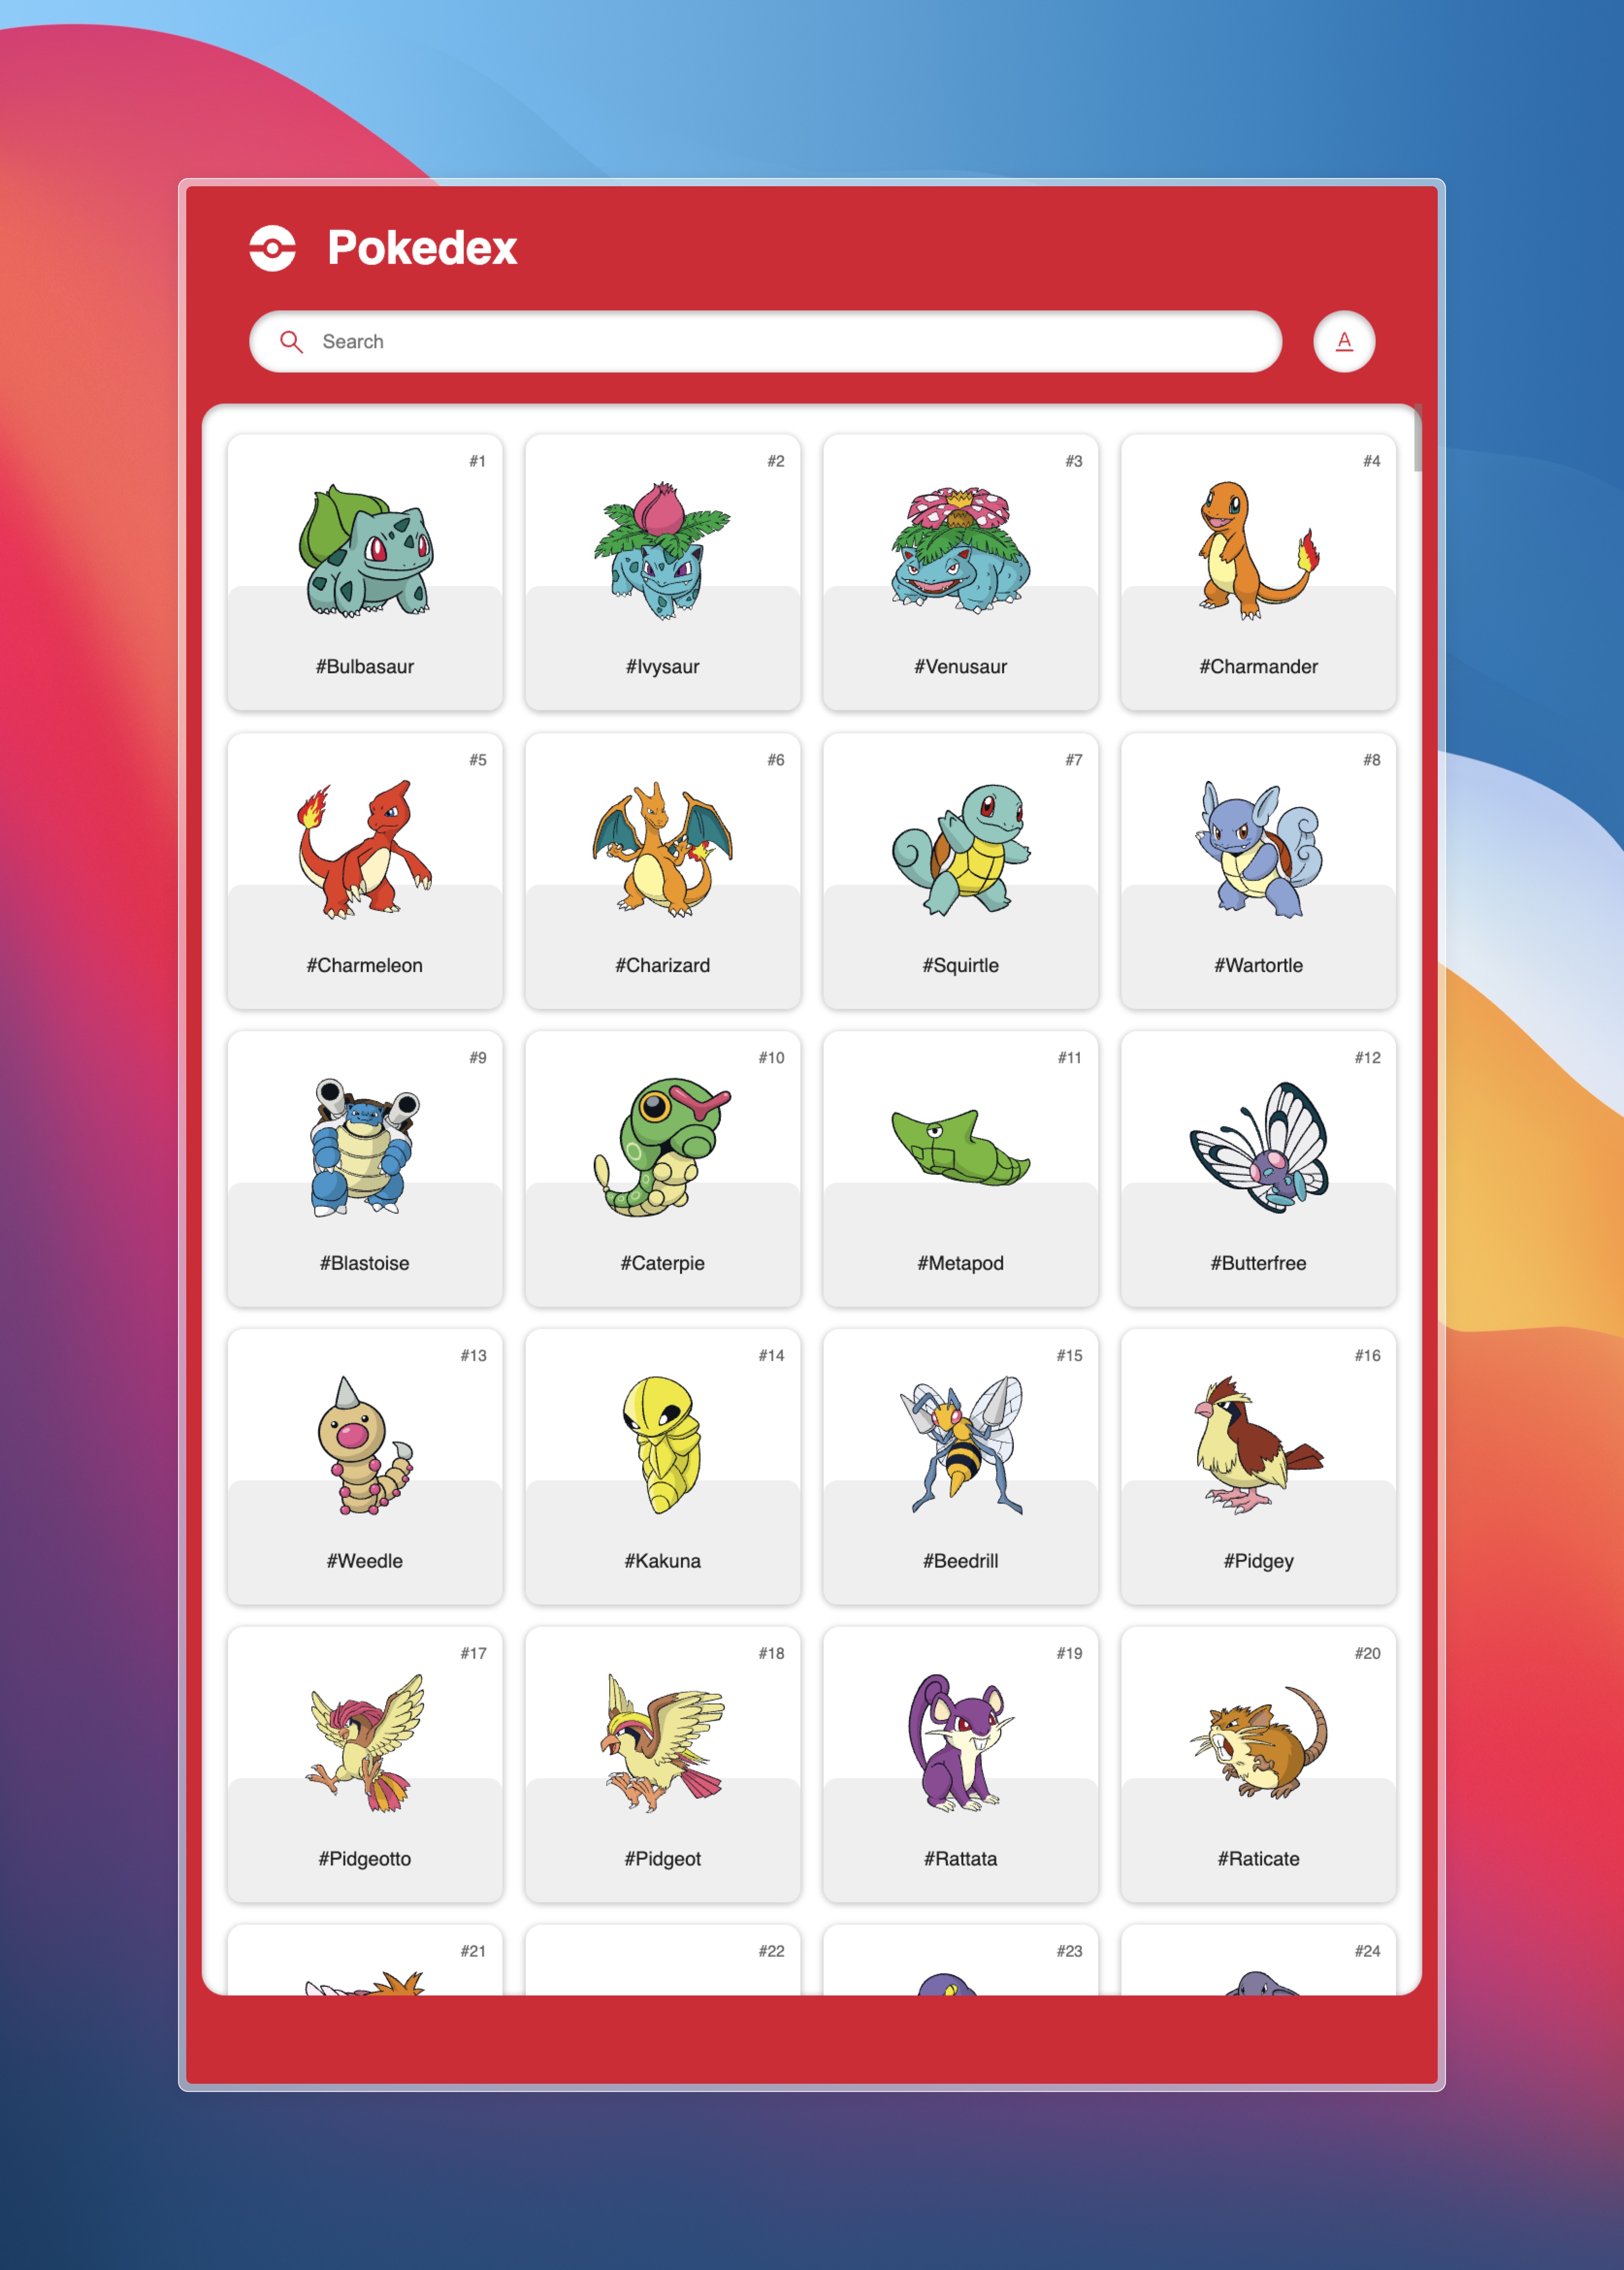 Pokedex
Search
A
#1 #2 #3 #4
#Bulbasaur #Ivysaur #Venusaur #Charmander
#5 #6 #7 #8
#Charmeleon #Charizard #Squirtle #Wartortle
#9 #10 #11 #12
#Blastoise #Caterpie #Metapod #Butterfree
#13 #14 #15 #16
#Weedle #Kakuna #Beedrill #Pidgey
#17 #18 #19 #20
#Pidgeotto #Pidgeot #Rattata #Raticate
#21 #22 #23 #24